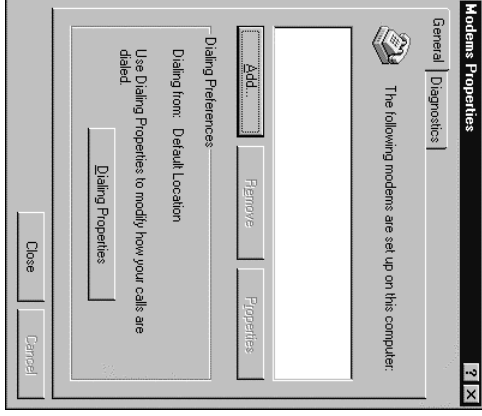 Modems Properties
? X
General Diagnostics
The following modems are set up on this computer:
Add... Remove Properties
Dialing Preferences
Dialing from: Default Location
Use Dialing Properties to modify how your calls are
dialed.
Dialing Properties
Close Cancel